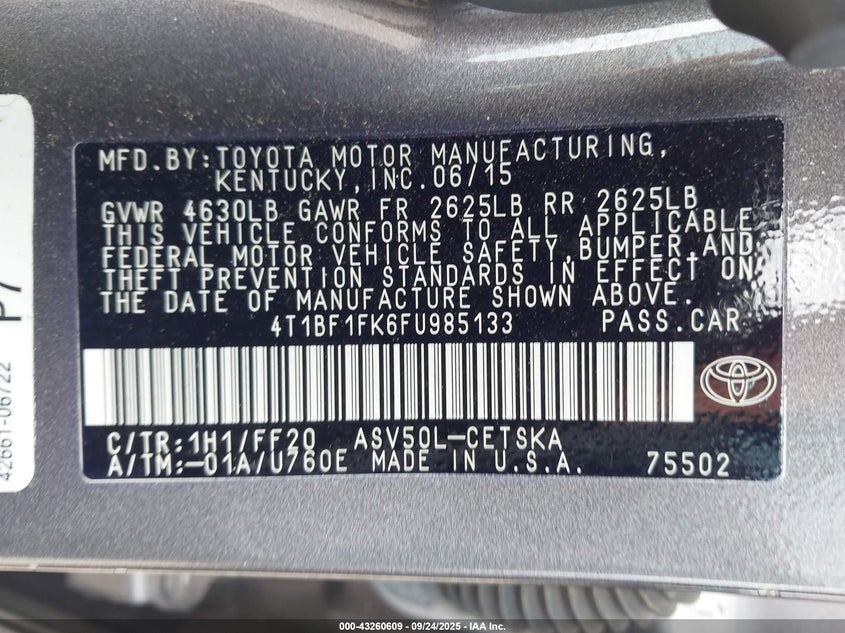 MFD.BY:TOYOTA MOTOR MANUFACTURING,
KENTUCKY,INC.06/15
GVWR 4630LB GAWR FR 2625LB RR 2625LB
THIS VEHICLE CONFORMS TO ALL APPLICABLE
FEDERAL MOTOR VEHICLE SAFETY,BUMPER,AND
THEFT PREVENTION STANDARDS IN EFFECT ON
THE DATE OF MANUFACTURE SHOWN ABOVE.
4T1BF1FK6FU985133 PASS.CAR
C/TR:1H1/FF20 ASV50L-CETSKA
A/TM:-01A/U760E MADE IN U.S.A. 75502
P7
42661-06722
000-43260609 - 09/24/2025 - IAA Inc.